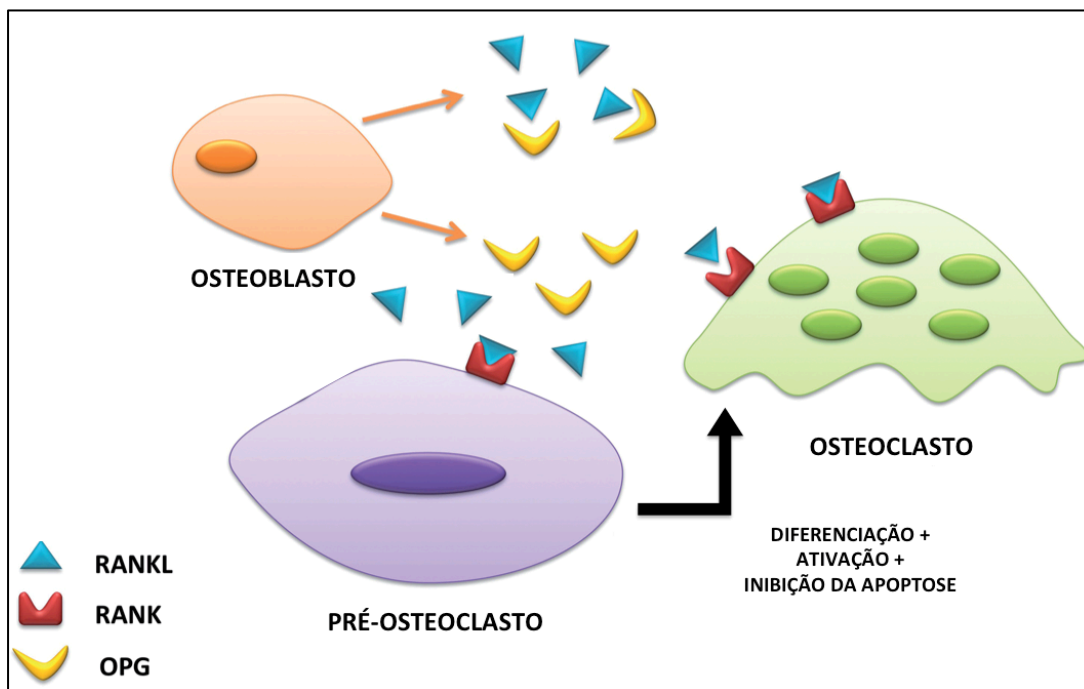 OSTEOBLASTO
OSTEOCLASTO
DIFERENCIAÇÃO +
ATIVAÇÃO +
INIBIÇÃO DA APOPTOSE
PRÉ-OSTEOCLASTO
RANKL
RANK
OPG